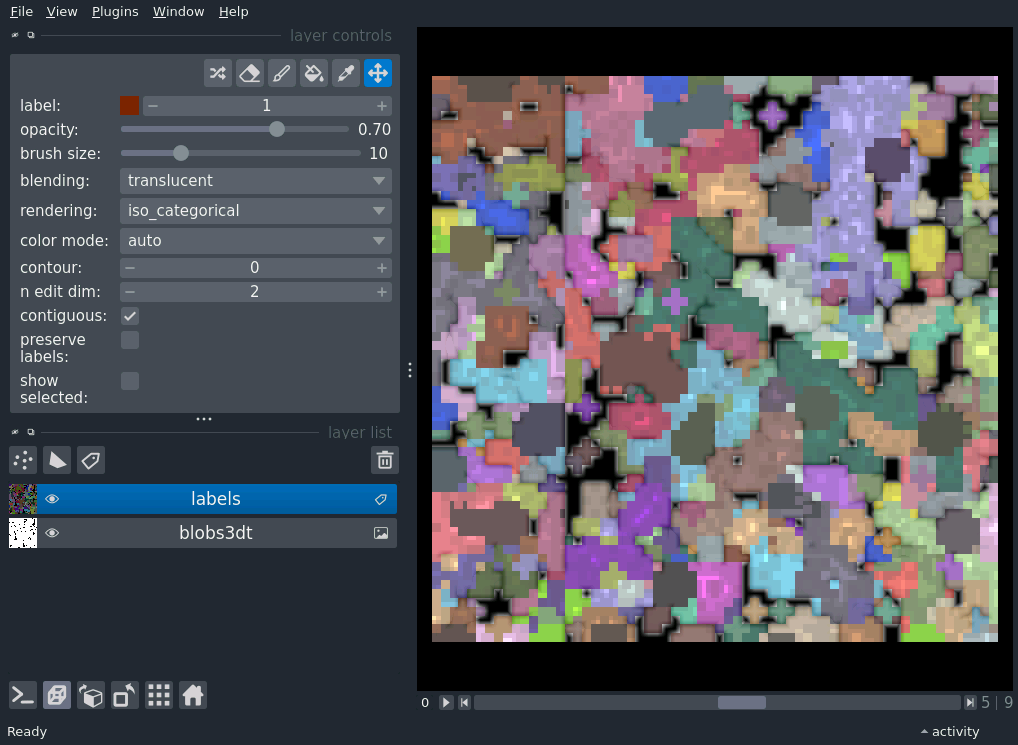 File View Plugins Window Help
layer controls
label: 1
opacity: 0.70
brush size: 10
blending: translucent
rendering: iso_categorical
color mode: auto
contour: 0
n edit dim: 2
contiguous:
preserve
labels:
show
selected:
layer list
labels
blobs3dt
0 5 | 9
Ready activity